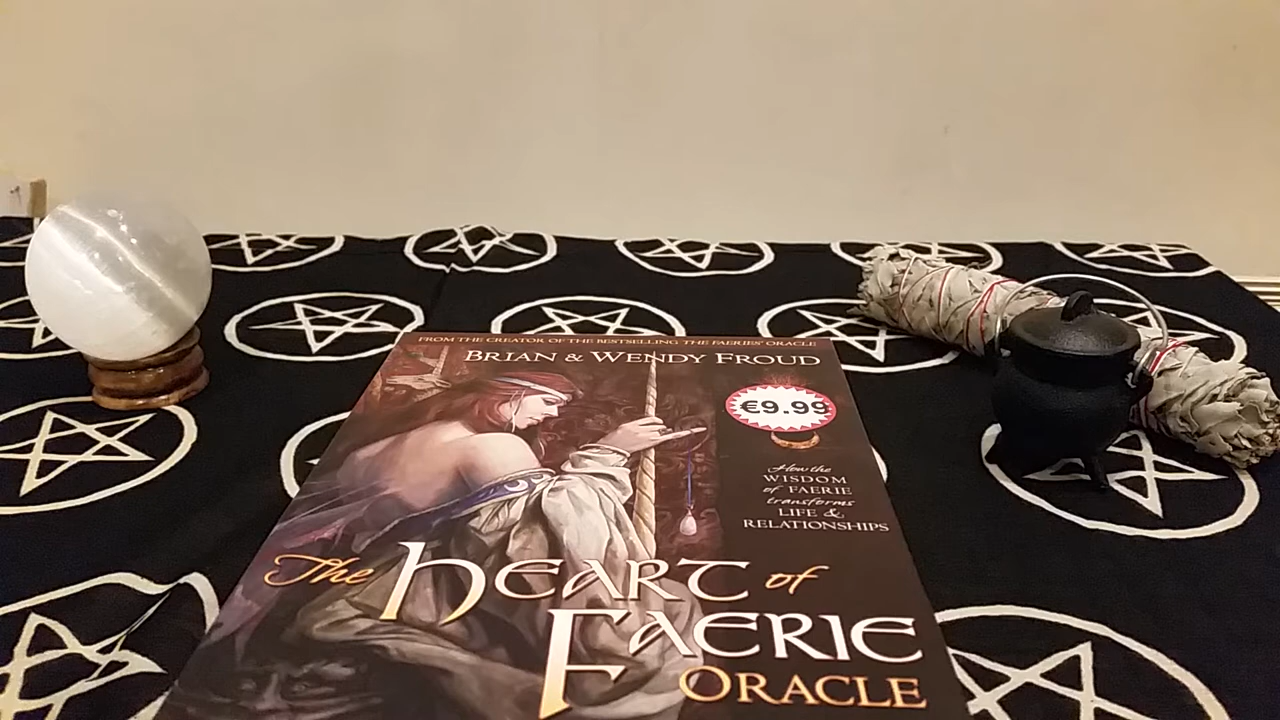 FROM THE CREATOR OF THE BESTSELLING THE FAERIES' ORACLE
BRIAN & WENDY FROUD
€9.99
How the
WISDOM
of FAERIE
transforms
LIFE &
RELATIONSHIPS
The HEART of
FAERIE
ORACLE